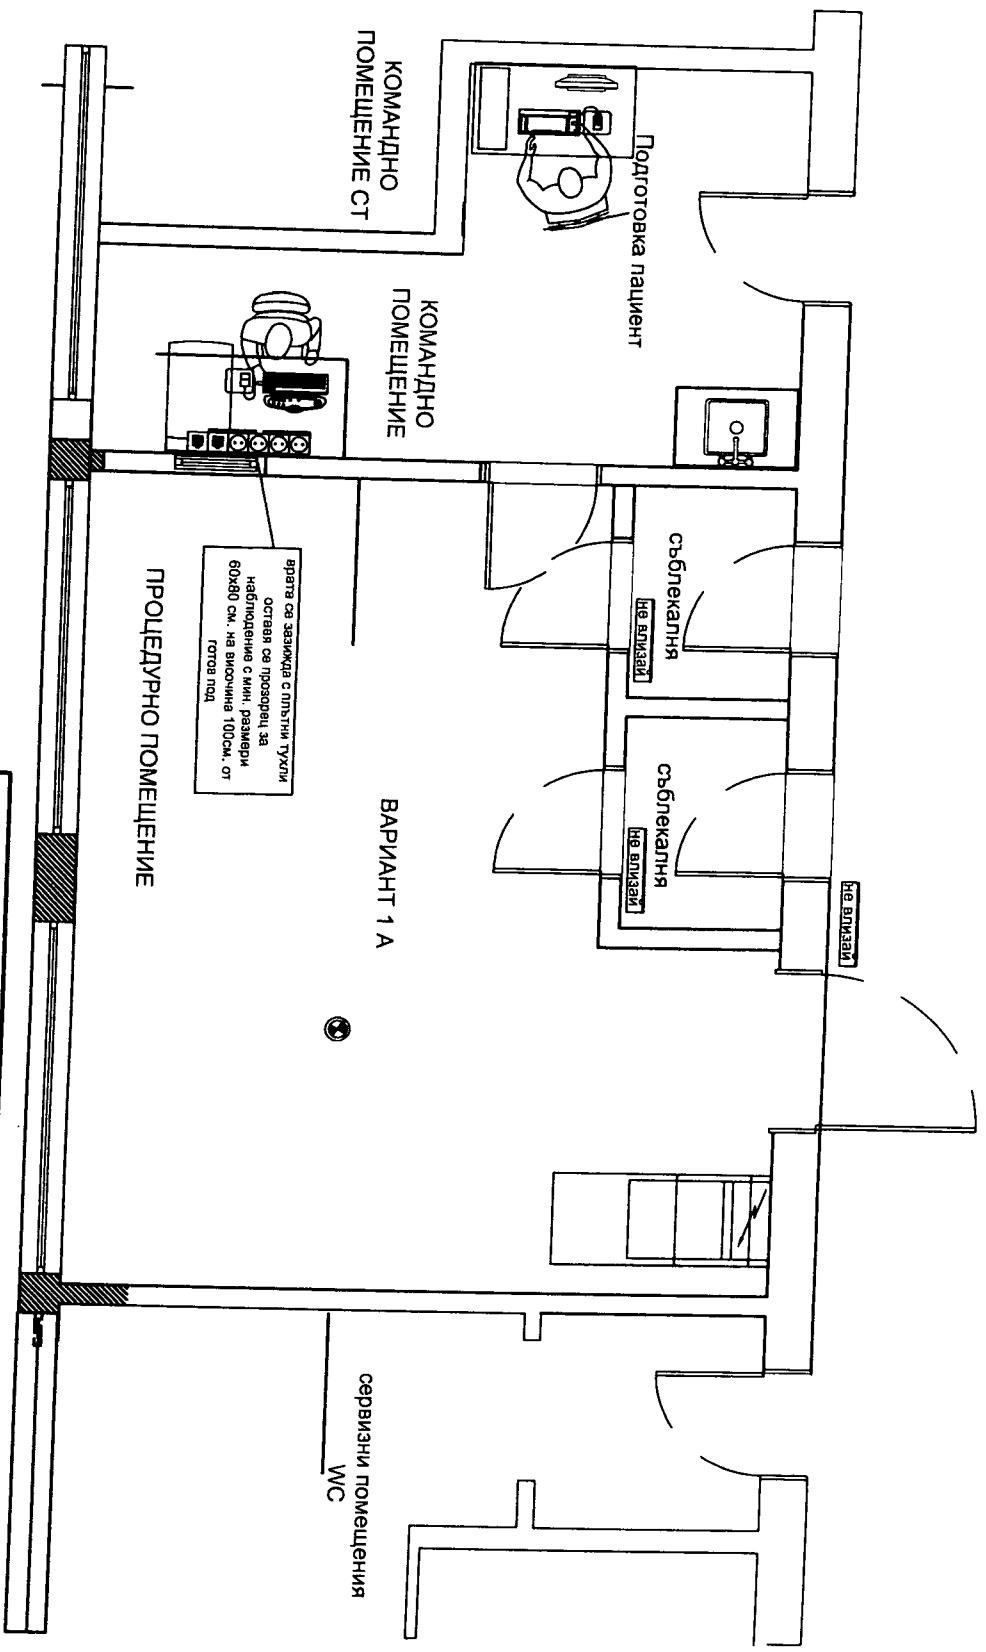 КОМАНДНО
ПОМЕЩЕНИЕ СТ
Подготовка пациент
КОМАНДНО
ПОМЕЩЕНИЕ
съблекалня
не влизай
съблекалня
не влизай
не влизай
врата се зазижда с плътни тухли
оставя се прозорец за
наблюдение с мин. размери
60x80 см. на височина 100см. от
готов под
ПРОЦЕДУРНО ПОМЕЩЕНИЕ
ВАРИАНТ 1 А
сервизни помещения
WC